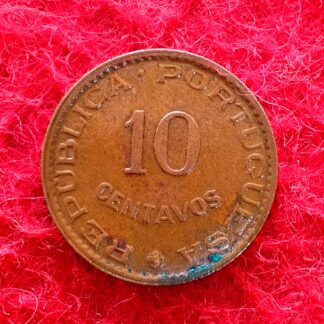 REPUBLICA · PORTUGUESA
10
CENTAVOS